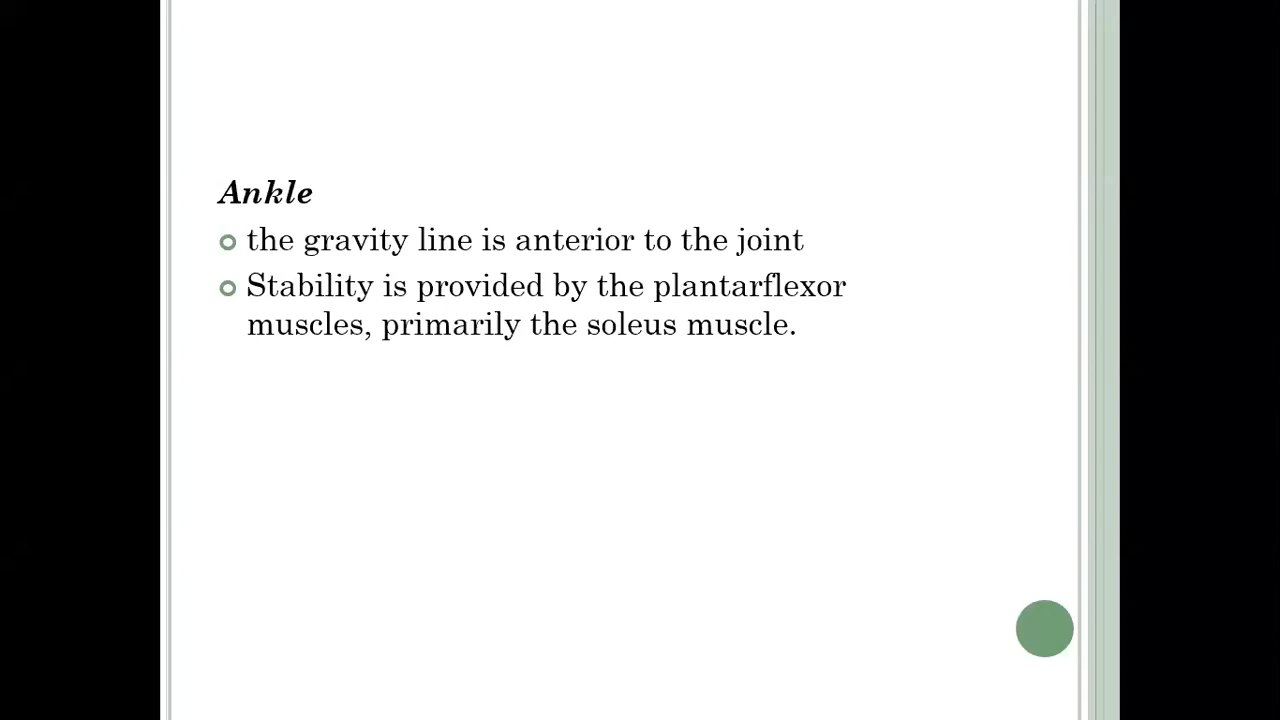 Ankle
the gravity line is anterior to the joint
Stability is provided by the plantarflexor
muscles, primarily the soleus muscle.